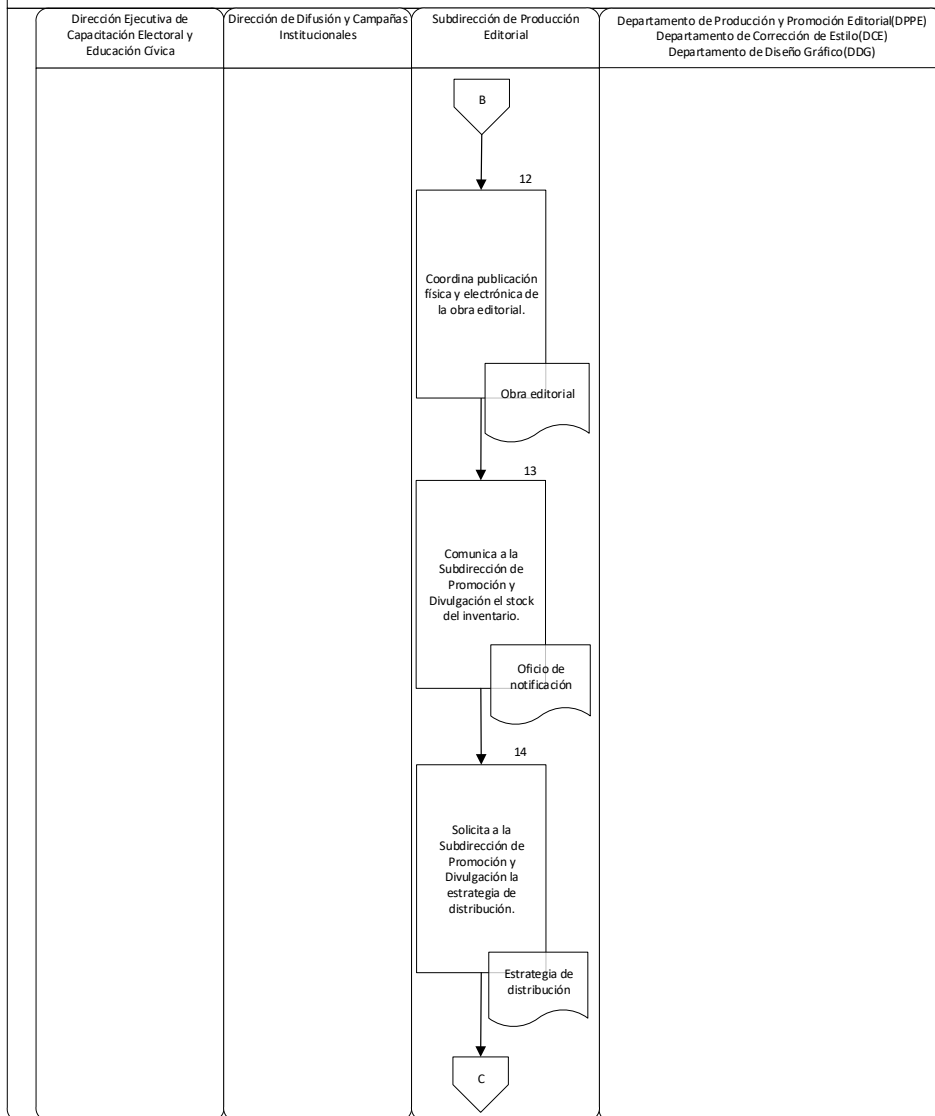 Dirección Ejecutiva de
Capacitación Electoral y
Educación Cívica
Dirección de Difusión y Campañas
Institucionales
Subdirección de Producción
Editorial
Departamento de Producción y Promoción Editorial(DPPE)
Departamento de Corrección de Estilo(DCE)
Departamento de Diseño Gráfico(DDG)
B
12
Coordina publicación
física y electrónica de
la obra editorial.
Obra editorial
13
Comunica a la
Subdirección de
Promoción y
Divulgación el stock
del inventario.
Oficio de
notificación
14
Solicita a la
Subdirección de
Promoción y
Divulgación la
estrategia de
distribución.
Estrategia de
distribución
C